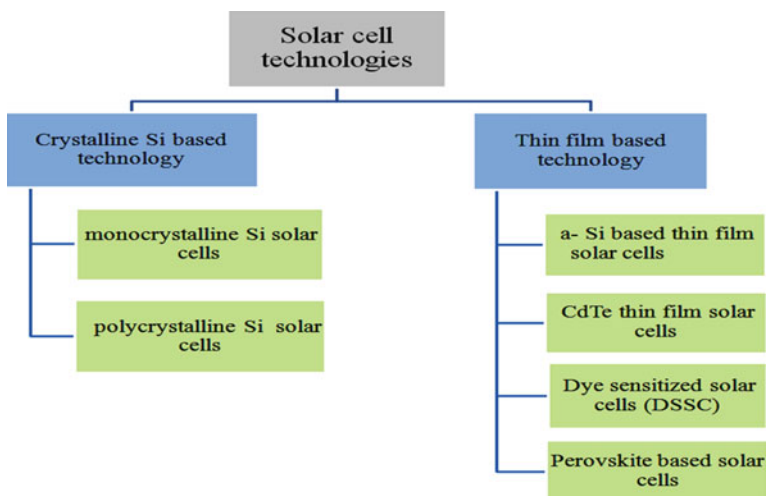 Solar cell
technologies
Crystalline Si based
technology
monocrystalline Si solar
cells
polycrystalline Si solar
cells
Thin film based
technology
a- Si based thin film
solar cells
CdTe thin film solar
cells
Dye sensitized solar
cells (DSSC)
Perovskite based solar
cells